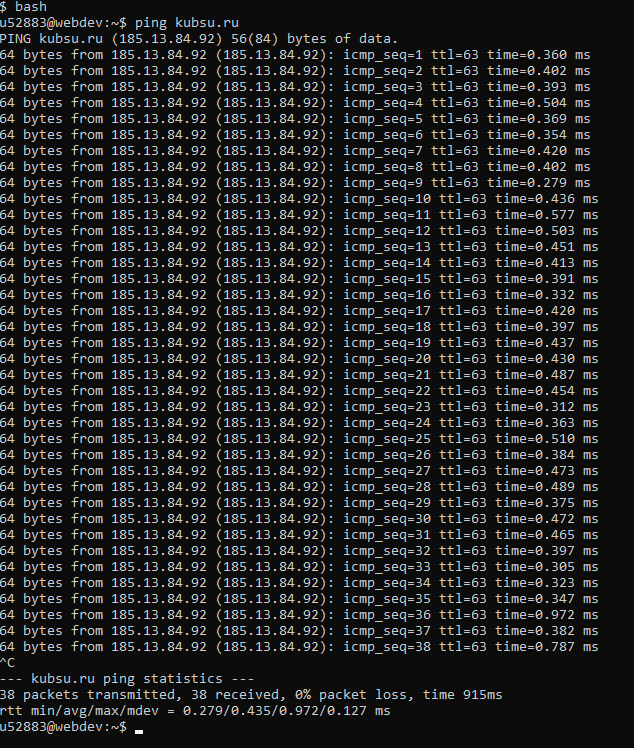 $ bash
u52883@webdev:~$ ping kubsu.ru
PING kubsu.ru (185.13.84.92) 56(84) bytes of data.
64 bytes from 185.13.84.92 (185.13.84.92): icmp_seq=1 ttl=63 time=0.360 ms
64 bytes from 185.13.84.92 (185.13.84.92): icmp_seq=2 ttl=63 time=0.402 ms
64 bytes from 185.13.84.92 (185.13.84.92): icmp_seq=3 ttl=63 time=0.393 ms
64 bytes from 185.13.84.92 (185.13.84.92): icmp_seq=4 ttl=63 time=0.504 ms
64 bytes from 185.13.84.92 (185.13.84.92): icmp_seq=5 ttl=63 time=0.369 ms
64 bytes from 185.13.84.92 (185.13.84.92): icmp_seq=6 ttl=63 time=0.354 ms
64 bytes from 185.13.84.92 (185.13.84.92): icmp_seq=7 ttl=63 time=0.420 ms
64 bytes from 185.13.84.92 (185.13.84.92): icmp_seq=8 ttl=63 time=0.402 ms
64 bytes from 185.13.84.92 (185.13.84.92): icmp_seq=9 ttl=63 time=0.279 ms
64 bytes from 185.13.84.92 (185.13.84.92): icmp_seq=10 ttl=63 time=0.436 ms
64 bytes from 185.13.84.92 (185.13.84.92): icmp_seq=11 ttl=63 time=0.577 ms
64 bytes from 185.13.84.92 (185.13.84.92): icmp_seq=12 ttl=63 time=0.503 ms
64 bytes from 185.13.84.92 (185.13.84.92): icmp_seq=13 ttl=63 time=0.451 ms
64 bytes from 185.13.84.92 (185.13.84.92): icmp_seq=14 ttl=63 time=0.413 ms
64 bytes from 185.13.84.92 (185.13.84.92): icmp_seq=15 ttl=63 time=0.391 ms
64 bytes from 185.13.84.92 (185.13.84.92): icmp_seq=16 ttl=63 time=0.332 ms
64 bytes from 185.13.84.92 (185.13.84.92): icmp_seq=17 ttl=63 time=0.420 ms
64 bytes from 185.13.84.92 (185.13.84.92): icmp_seq=18 ttl=63 time=0.397 ms
64 bytes from 185.13.84.92 (185.13.84.92): icmp_seq=19 ttl=63 time=0.437 ms
64 bytes from 185.13.84.92 (185.13.84.92): icmp_seq=20 ttl=63 time=0.430 ms
64 bytes from 185.13.84.92 (185.13.84.92): icmp_seq=21 ttl=63 time=0.487 ms
64 bytes from 185.13.84.92 (185.13.84.92): icmp_seq=22 ttl=63 time=0.454 ms
64 bytes from 185.13.84.92 (185.13.84.92): icmp_seq=23 ttl=63 time=0.312 ms
64 bytes from 185.13.84.92 (185.13.84.92): icmp_seq=24 ttl=63 time=0.363 ms
64 bytes from 185.13.84.92 (185.13.84.92): icmp_seq=25 ttl=63 time=0.510 ms
64 bytes from 185.13.84.92 (185.13.84.92): icmp_seq=26 ttl=63 time=0.384 ms
64 bytes from 185.13.84.92 (185.13.84.92): icmp_seq=27 ttl=63 time=0.473 ms
64 bytes from 185.13.84.92 (185.13.84.92): icmp_seq=28 ttl=63 time=0.489 ms
64 bytes from 185.13.84.92 (185.13.84.92): icmp_seq=29 ttl=63 time=0.375 ms
64 bytes from 185.13.84.92 (185.13.84.92): icmp_seq=30 ttl=63 time=0.472 ms
64 bytes from 185.13.84.92 (185.13.84.92): icmp_seq=31 ttl=63 time=0.465 ms
64 bytes from 185.13.84.92 (185.13.84.92): icmp_seq=32 ttl=63 time=0.397 ms
64 bytes from 185.13.84.92 (185.13.84.92): icmp_seq=33 ttl=63 time=0.305 ms
64 bytes from 185.13.84.92 (185.13.84.92): icmp_seq=34 ttl=63 time=0.323 ms
64 bytes from 185.13.84.92 (185.13.84.92): icmp_seq=35 ttl=63 time=0.347 ms
64 bytes from 185.13.84.92 (185.13.84.92): icmp_seq=36 ttl=63 time=0.972 ms
64 bytes from 185.13.84.92 (185.13.84.92): icmp_seq=37 ttl=63 time=0.382 ms
64 bytes from 185.13.84.92 (185.13.84.92): icmp_seq=38 ttl=63 time=0.787 ms
^C
--- kubsu.ru ping statistics ---
38 packets transmitted, 38 received, 0% packet loss, time 915ms
rtt min/avg/max/mdev = 0.279/0.435/0.972/0.127 ms
u52883@webdev:~$